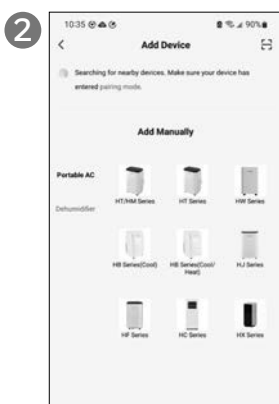 2
10:35 90%
Add Device
Searching for nearby devices. Make sure your device has
entered pairing mode.
Add Manually
Portable AC
Dehumidifier
HT/HM Series HT Series HW Series
HB Series(Cool) HB Series(Cool/
Heat) HJ Series
HF Series HC Series HX Series